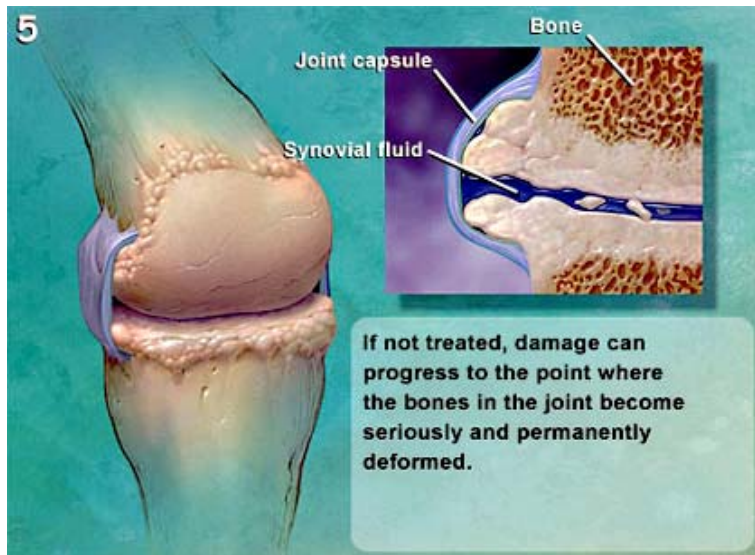 5
Bone
Joint capsule
Synovial fluid
If not treated, damage can
progress to the point where
the bones in the joint become
seriously and permanently
deformed.